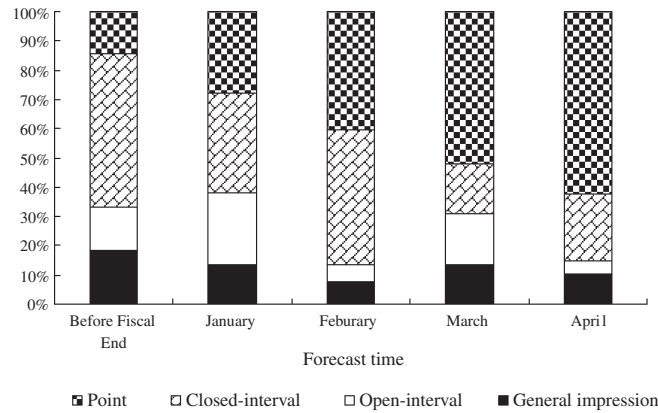 100%
90%
80%
70%
60%
50%
40%
30%
20%
10%
0%
Before Fiscal
End
January
Feburary
March
April
Forecast time
Point
Closed-interval
Open-interval
General impression